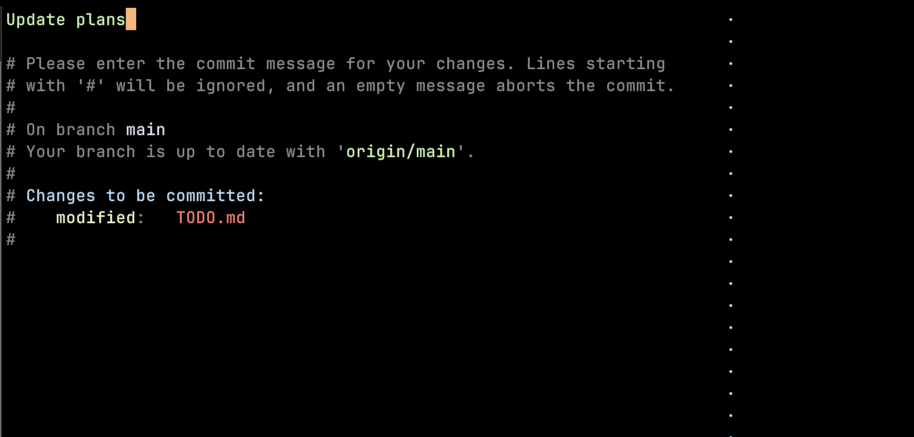 Update plans
# Please enter the commit message for your changes. Lines starting
# with '#' will be ignored, and an empty message aborts the commit.
#
# On branch main
# Your branch is up to date with 'origin/main'.
#
# Changes to be committed:
#    modified:   TODO.md
#